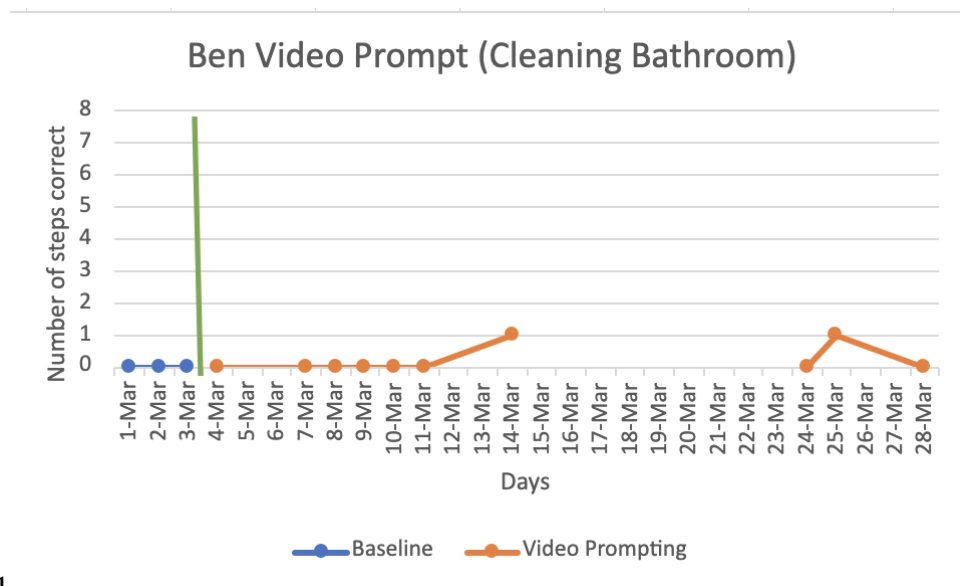 Ben Video Prompt (Cleaning Bathroom)
Number of steps correct
8
7
6
5
4
3
2
1
0
1-Mar
2-Mar
3-Mar
4-Mar
5-Mar
6-Mar
7-Mar
8-Mar
9-Mar
10-Mar
11-Mar
12-Mar
13-Mar
14-Mar
15-Mar
16-Mar
17-Mar
18-Mar
19-Mar
20-Mar
21-Mar
22-Mar
23-Mar
24-Mar
25-Mar
26-Mar
27-Mar
28-Mar
Days
Baseline
Video Prompting